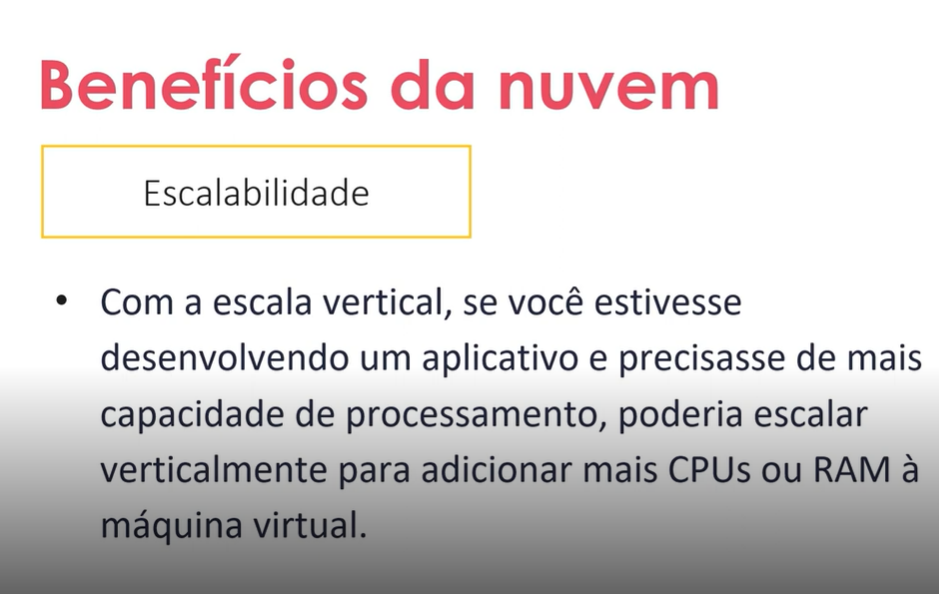 Benefícios da nuvem
Escalabilidade
• Com a escala vertical, se você estivesse
desenvolvendo um aplicativo e precisasse de mais
capacidade de processamento, poderia escalar
verticalmente para adicionar mais CPUs ou RAM à
máquina virtual.